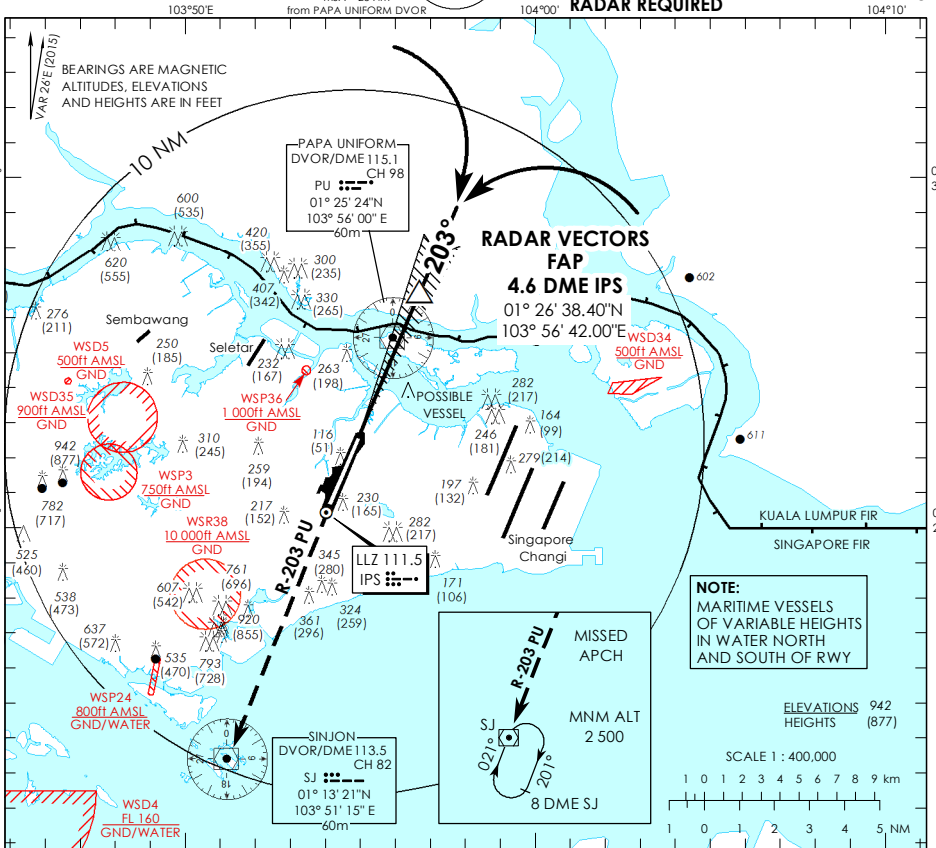 103°50'E
from PAPA UNIFORM DVOR
104°00'
RADAR REQUIRED
104°10'
VAR 26'E (2015)
BEARINGS ARE MAGNETIC
ALTITUDES, ELEVATIONS
AND HEIGHTS ARE IN FEET
10 NM
PAPA UNIFORM
DVOR/DME 115.1
CH 98
PU
01° 25' 24"N
103° 56' 00" E
60m
203°
RADAR VECTORS
FAP
4.6 DME IPS
01° 26' 38.40"N
103° 56' 42.00"E
600
(535)
620
(555)
420
(355)
300
(235)
407
(342)
330
(265)
276
(211)
Sembawang
250
(185)
Seletar
232
(167)
263
(198)
602
WSD34
500ft AMSL
GND
WSD5
500ft AMSL
GND
WSD35
900ft AMSL
GND
WSP36
1 000ft AMSL
GND
POSSIBLE
VESSEL
282
(217)
164
(99)
246
(181)
279(214)
611
942
(877)
782
(717)
310
(245)
116
(51)
259
(194)
WSP3
750ft AMSL
GND
217
(152)
230
(165)
197
(132)
282
(217)
WSR38
10 000ft AMSL
GND
Singapore
Changi
KUALA LUMPUR FIR
SINGAPORE FIR
525
(460)
538
(473)
607
(542)
761
(696)
R-203 PU
345
(280)
LLZ 111.5
IPS
171
(106)
324
(259)
361
(296)
920
(855)
637
(572)
535
(470)
793
(728)
NOTE:
MARITIME VESSELS
OF VARIABLE HEIGHTS
IN WATER NORTH
AND SOUTH OF RWY
WSP24
800ft AMSL
GND/WATER
MISSED
APCH
R-203 PU
SJ
021°
201°
MNM ALT
2 500
8 DME SJ
ELEVATIONS 942
HEIGHTS (877)
SINJON
DVOR/DME 113.5
CH 82
SJ
01° 13' 21"N
103° 51' 15" E
60m
WSD4
FL 160
GND/WATER
SCALE 1 : 400,000
1 0 1 2 3 4 5 6 7 8 9 km
1 0 1 2 3 4 5 NM